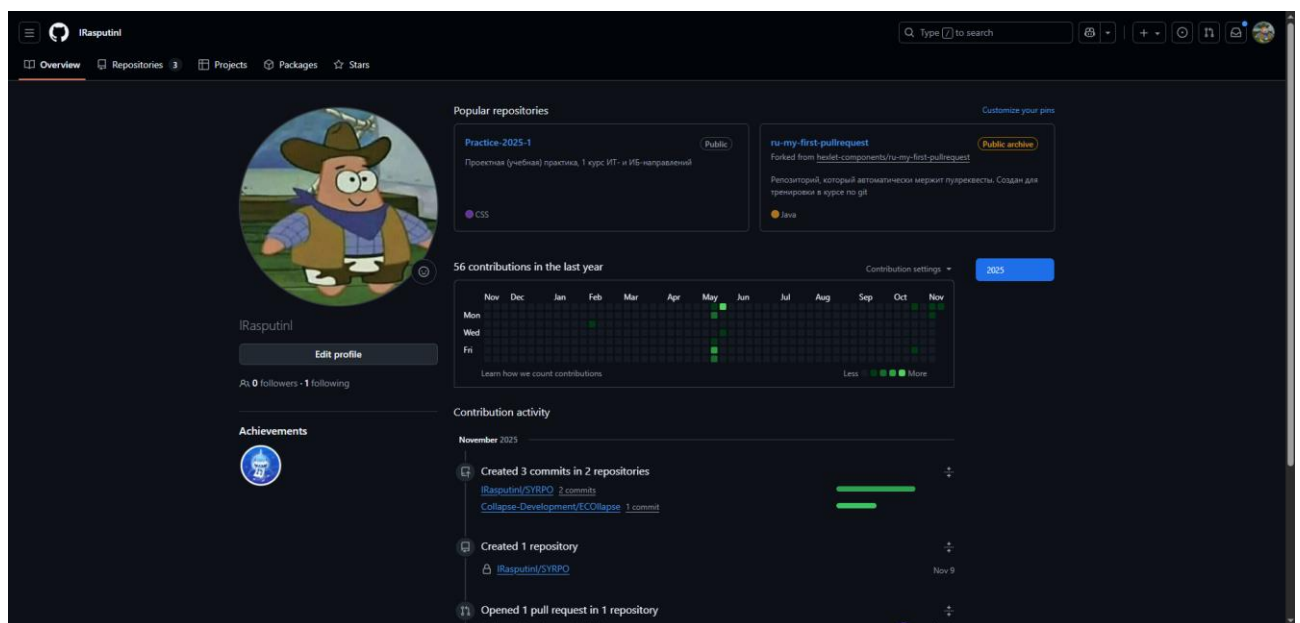 lRasputinl
Type / to search
Overview
Repositories 3
Projects
Packages
Stars
Popular repositories
Customize your pins
Practice-2025-1
Public
Проектная (учебная) практика, 1 курс ИТ- и ИБ-направлений
CSS
ru-my-first-pullrequest
Public archive
Forked from hexlet-components/ru-my-first-pullrequest
Репозиторий, который автоматически мержит пулреквесты. Создан для
тренировки в курсе по git
Java
56 contributions in the last year
Contribution settings
2025
Nov Dec Jan Feb Mar Apr May Jun Jul Aug Sep Oct Nov
Mon
Wed
Fri
Learn how we count contributions
Less More
lRasputinl
Edit profile
0 followers · 1 following
Achievements
Contribution activity
November 2025
Created 3 commits in 2 repositories
lRasputinl/SYRPO 2 commits
Collapse-Development/ECOllapse 1 commit
Created 1 repository
lRasputinl/SYRPO
Nov 9
Opened 1 pull request in 1 repository